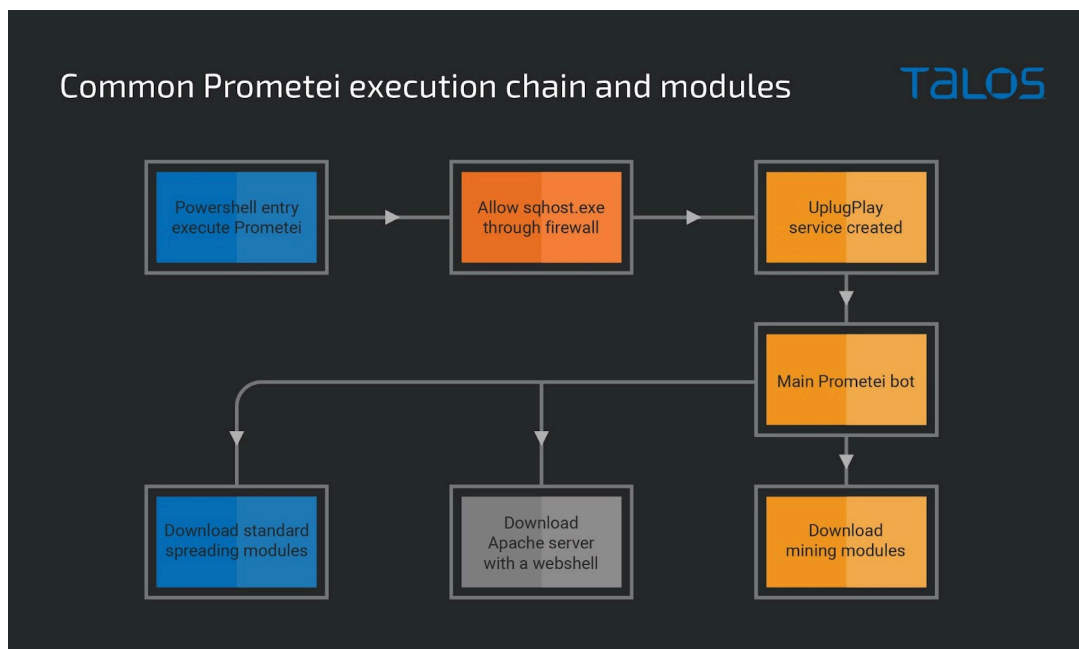 Common Prometei execution chain and modules
TALOS
Powershell entry
execute Prometei
Allow sqhost.exe
through firewall
UplugPlay
service created
Main Prometei bot
Download standard
spreading modules
Download
Apache server
with a webshell
Download
mining modules